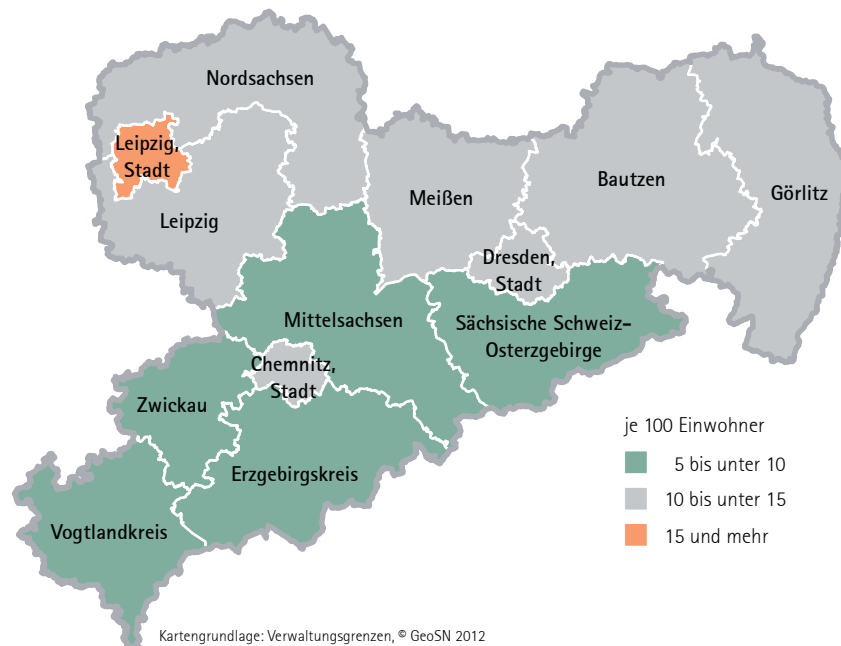 Nordsachsen
Leipzig,
Stadt
Leipzig
Meißen
Bautzen
Görlitz
Dresden,
Stadt
Mittelsachsen
Sächsische Schweiz-
Osterzgebirge
Chemnitz,
Stadt
Zwickau
Erzgebirgskreis
Vogtlandkreis
je 100 Einwohner
5 bis unter 10
10 bis unter 15
15 und mehr
Kartengrundlage: Verwaltungsgrenzen, © GeoSN 2012